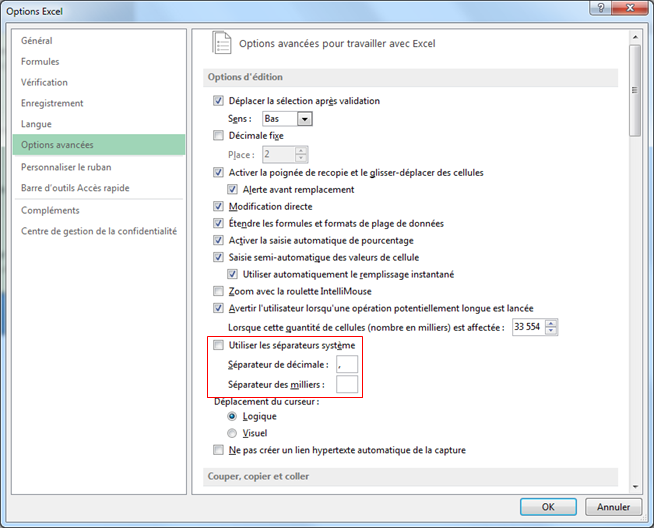 Options Excel
Général
Formules
Vérification
Enregistrement
Langue
Options avancées
Personnaliser le ruban
Barre d'outils Accès rapide
Compléments
Centre de gestion de la confidentialité
Options avancées pour travailler avec Excel
Options d'édition
Déplacer la sélection après validation
Sens : Bas
Décimale fixe
Place : 2
Activer la poignée de recopie et le glisser-déplacer des cellules
Alerte avant remplacement
Modification directe
Étendre les formules et formats de plage de données
Activer la saisie automatique de pourcentage
Saisie semi-automatique des valeurs de cellule
Utiliser automatiquement le remplissage instantané
Zoom avec la roulette IntelliMouse
Avertir l'utilisateur lorsqu'une opération potentiellement longue est lancée
Lorsque cette quantité de cellules (nombre en milliers) est affectée : 33 554
Utiliser les séparateurs système
Séparateur de décimale : ,
Séparateur des milliers :
Déplacement du curseur :
Logique
Visuel
Ne pas créer un lien hypertexte automatique de la capture
Couper, copier et coller
OK Annuler